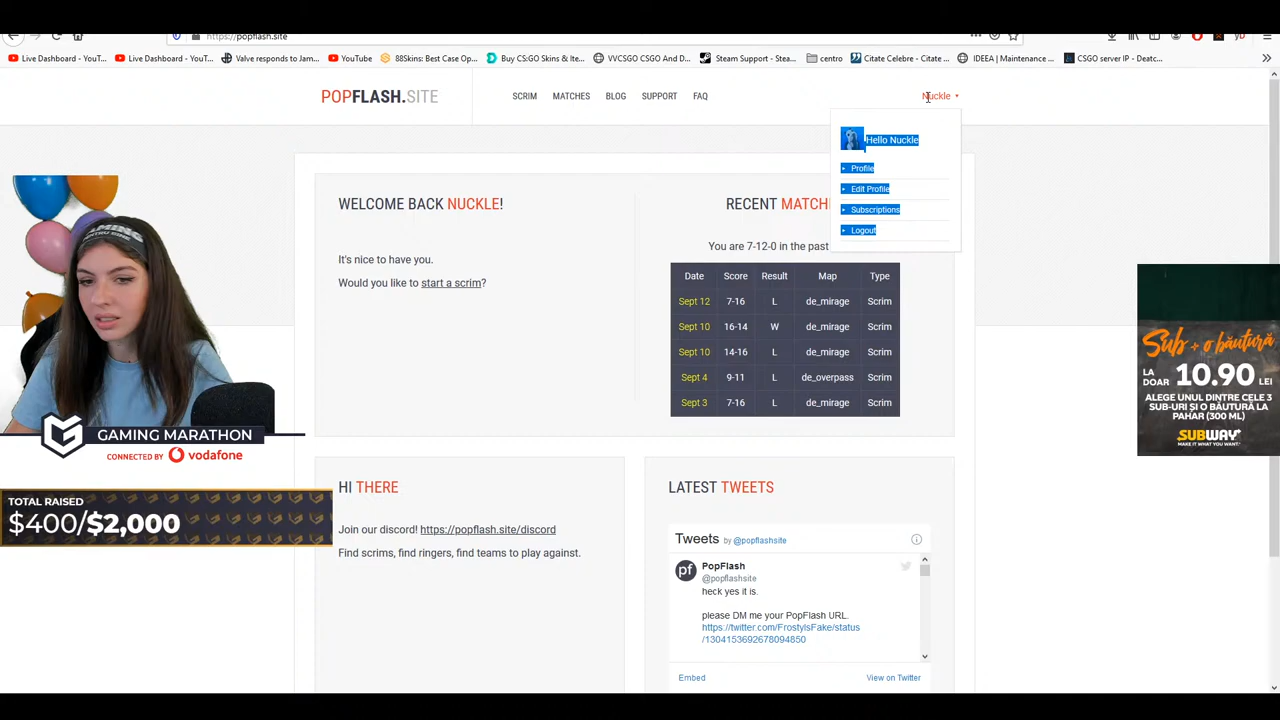 https://popflash.site
Live Dashboard - YouT...
Live Dashboard - YouT...
Valve responds to Jam...
YouTube
88Skins: Best Case Op...
Buy CS:GO Skins & Ite...
VVCSGO CSGO And D...
Steam Support - Stea...
centro
Citate Celebre - Citate ...
IDEEA | Maintenance ...
CSGO server IP - Deatc...
POPFLASH.SITE
SCRIM
MATCHES
BLOG
SUPPORT
FAQ
Nuckle
Hello Nuckle
Profile
Edit Profile
Subscriptions
Logout
WELCOME BACK NUCKLE!
It's nice to have you.
Would you like to start a scrim?
RECENT MATCH
You are 7-12-0 in the past
Date Score Result Map Type
Sept 12 7-16 L de_mirage Scrim
Sept 10 16-14 W de_mirage Scrim
Sept 10 14-16 L de_mirage Scrim
Sept 4 9-11 L de_overpass Scrim
Sept 3 7-16 L de_mirage Scrim
GAMING MARATHON
CONNECTED BY vodafone
TOTAL RAISED
$400/$2,000
Sub + o băutură
LA DOAR 10.90 LEI
ALEGE UNUL DINTRE CELE 3
SUB-URI ȘI O BĂUTURĂ LA
PAHAR (300 ML)
SUBWAY
MAKE IT WHAT YOU WANT.
HI THERE
Join our discord! https://popflash.site/discord
Find scrims, find ringers, find teams to play against.
LATEST TWEETS
Tweets by @popflashsite
pf
PopFlash
@popflashsite
heck yes it is.
please DM me your PopFlash URL.
https://twitter.com/FrostyIsFake/status
/1304153692678094850
Embed
View on Twitter